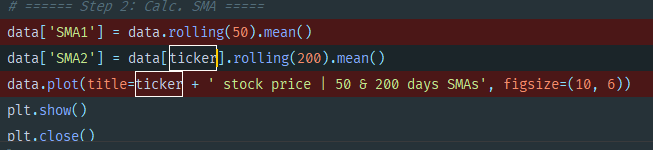 # ====== Step 2: Calc. SMA =====
data['SMA1'] = data.rolling(50).mean()
data['SMA2'] = data[ticker].rolling(200).mean()
data.plot(title=ticker + ' stock price | 50 & 200 days SMAs', figsize=(10, 6))
plt.show()
plt.close()